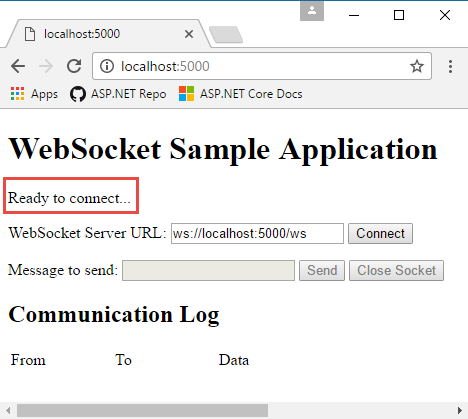 localhost:5000
localhost:5000
Apps ASP.NET Repo ASP.NET Core Docs
WebSocket Sample Application
Ready to connect...
WebSocket Server URL: ws://localhost:5000/ws Connect
Message to send: Send Close Socket
Communication Log
From To Data